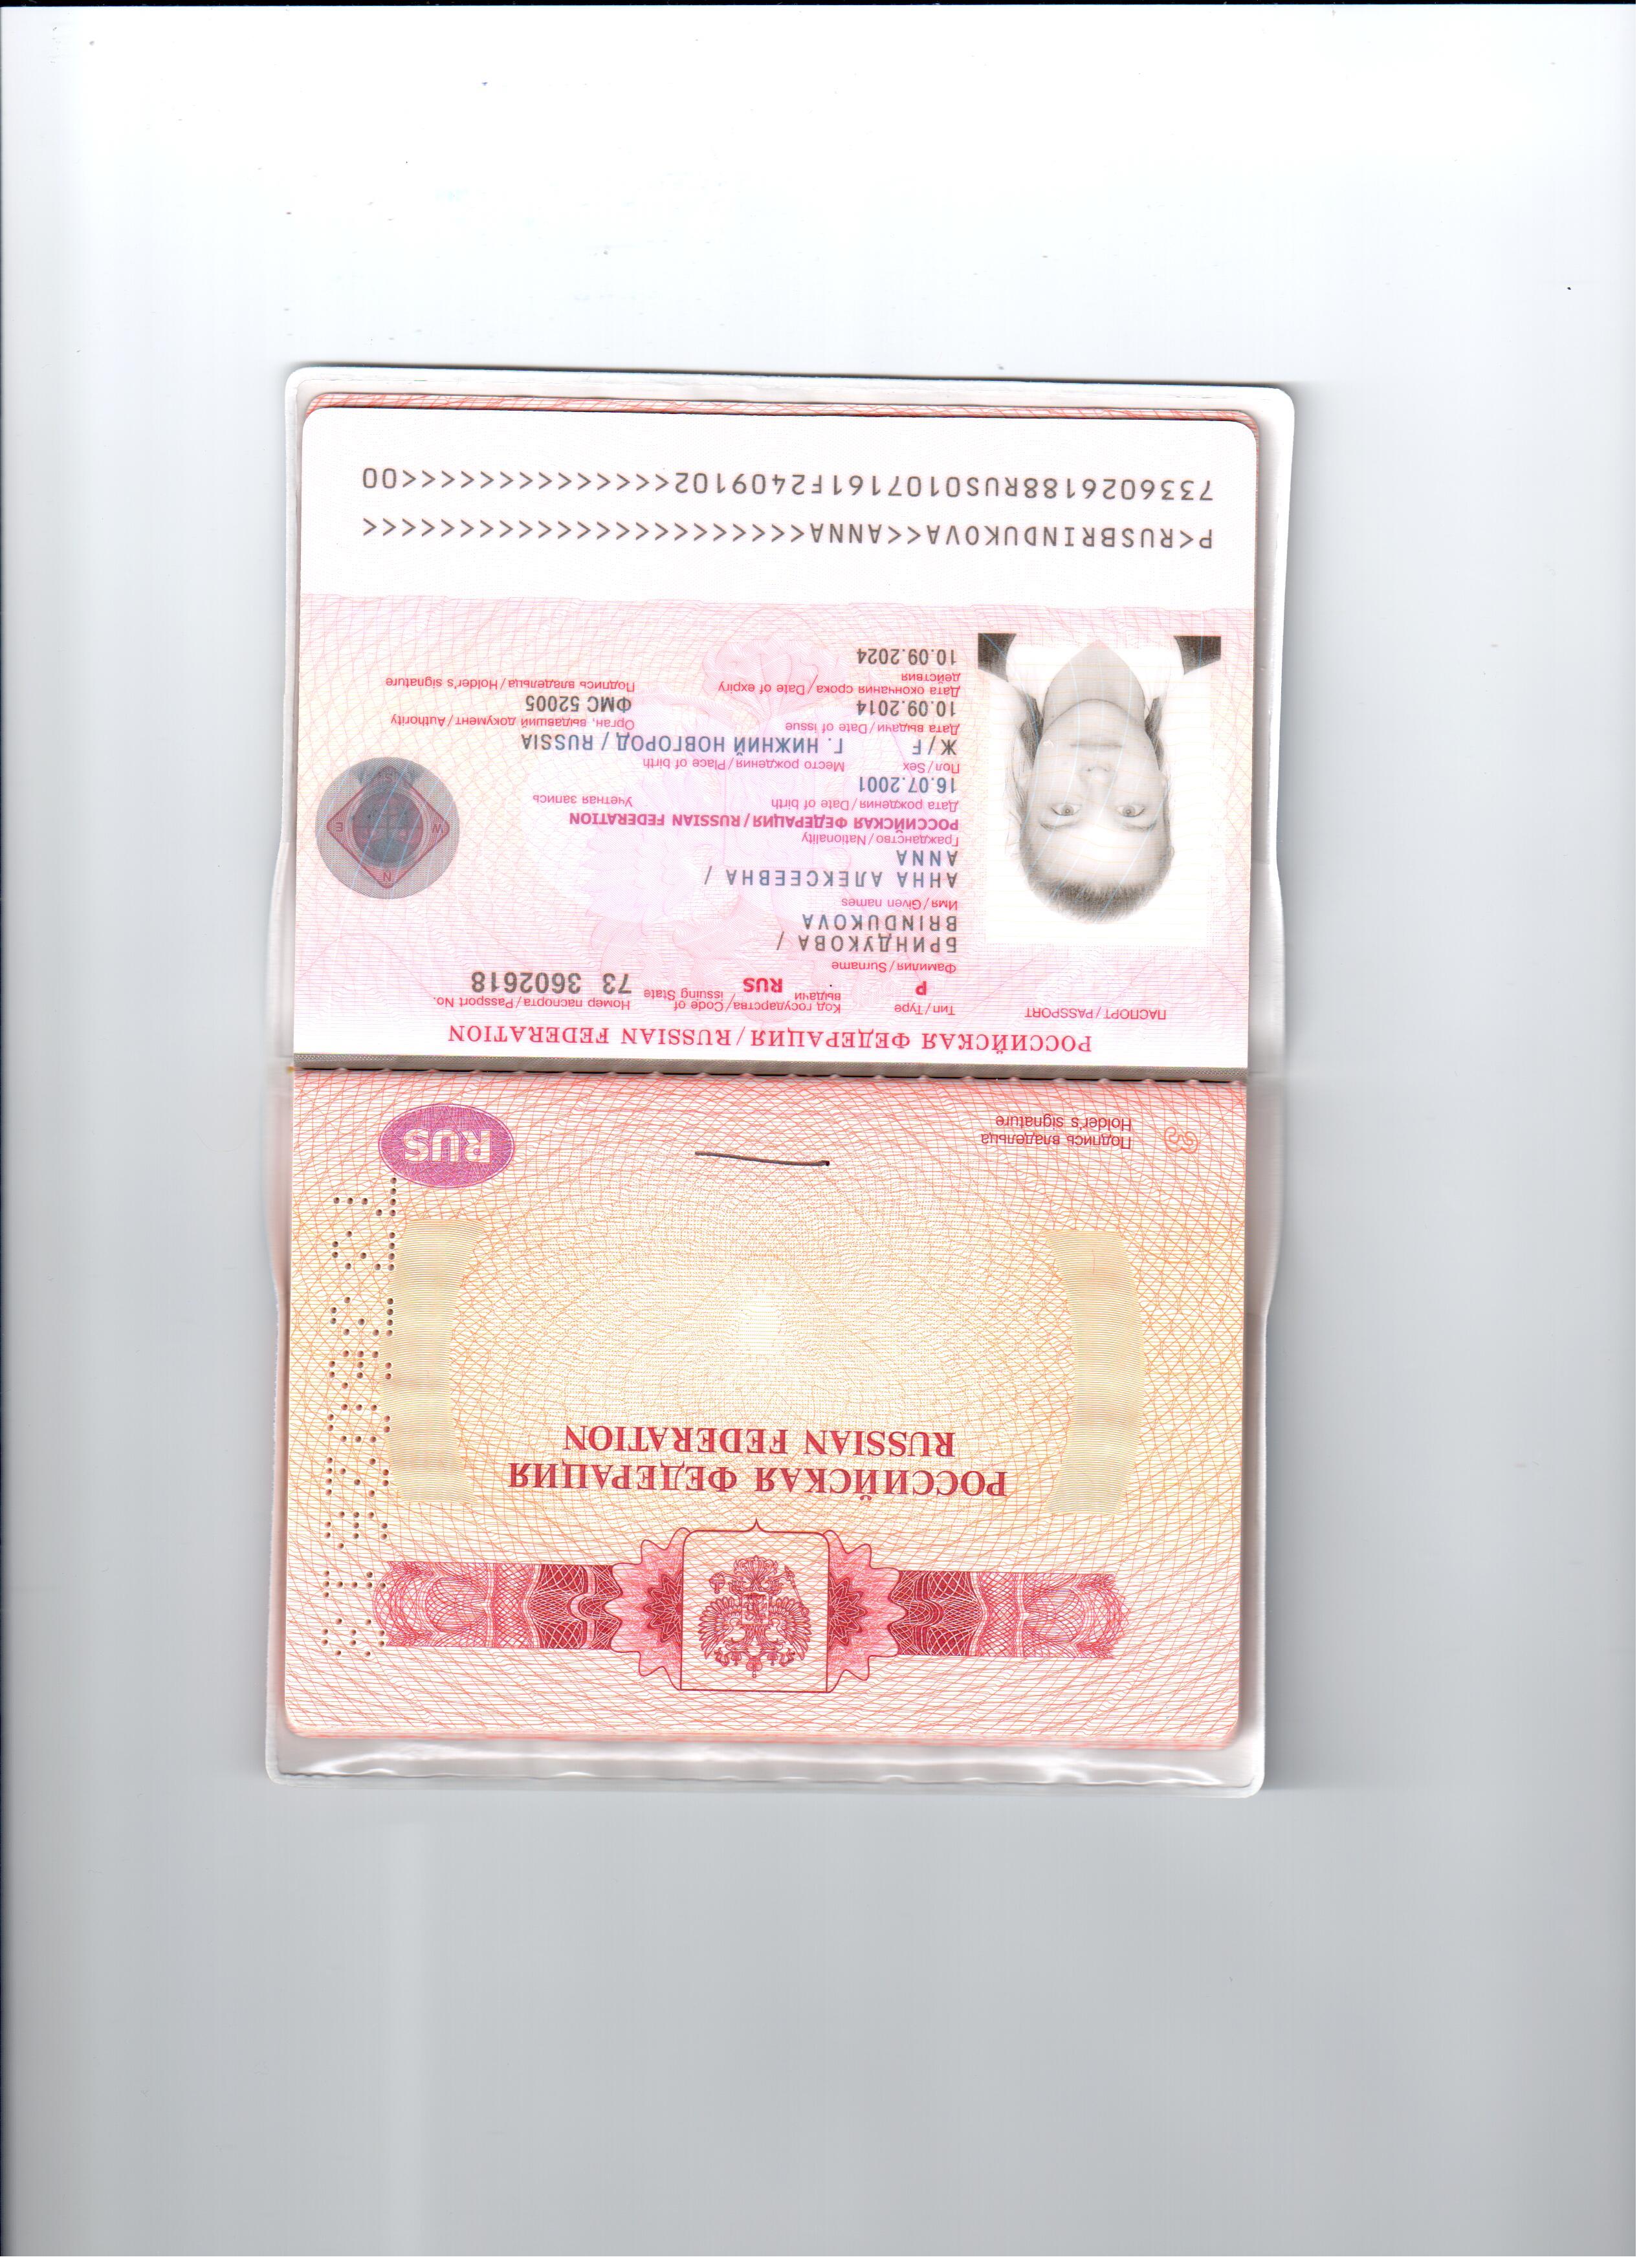 РОССИЙСКАЯ ФЕДЕРАЦИЯ
RUSSIAN FEDERATION
RUS
Подпись владельца
Holder's signature
РОССИЙСКАЯ ФЕДЕРАЦИЯ / RUSSIAN FEDERATION
ПАСПОРТ / PASSPORT
Тип / Type
Код государства / Code of
выдачи / issuing State
Номер паспорта / Passport No.
P
RUS
73 3602618
Фамилия / Surname
БРИНДУКОВА /
BRINDUKOVA
Имя / Given names
АННА АЛЕКСЕЕВНА /
ANNA
Гражданство / Nationality
РОССИЙСКАЯ ФЕДЕРАЦИЯ / RUSSIAN FEDERATION
Дата рождения / Date of birth
Учетная запись
16.07.2001
Пол / Sex
Место рождения / Place of birth
Ж / F
Г. НИЖНИЙ НОВГОРОД / RUSSIA
Дата выдачи / Date of issue
Орган, выдавший документ / Authority
10.09.2014
ФМС 52005
Дата окончания срока / Date of expiry
действия
Подпись владельца / Holder's signature
10.09.2024
N
W
E
P<RUSBRINDUKOVA<<ANNA<<<<<<<<<<<<<<<<<<<<<<<
7336026188RUS0107161F2409102<<<<<<<<<<<<<<00